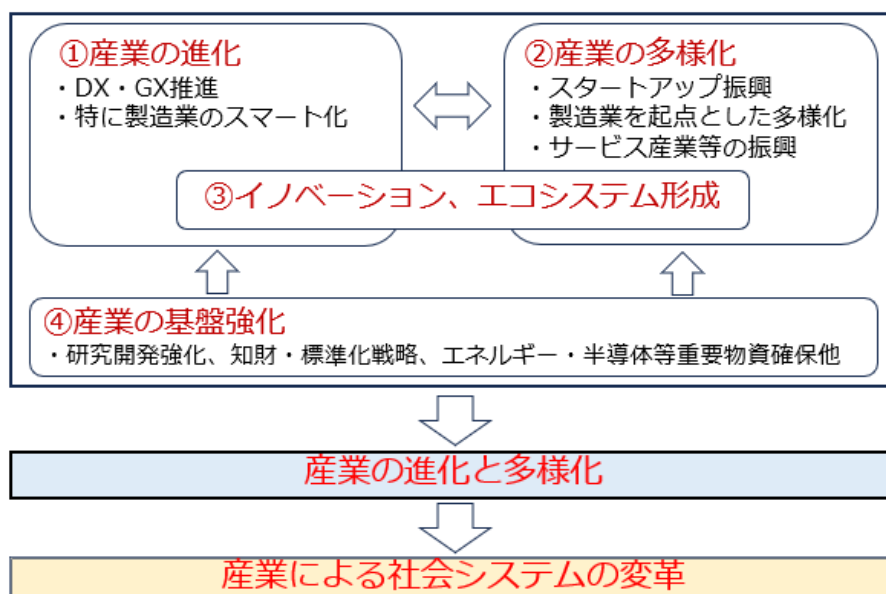 ①産業の進化
・DX・GX推進
・特に製造業のスマート化
②産業の多様化
・スタートアップ振興
・製造業を起点とした多様化
・サービス産業等の振興
③イノベーション、エコシステム形成
④産業の基盤強化
・研究開発強化、知財・標準化戦略、エネルギー・半導体等重要物資確保他
産業の進化と多様化
産業による社会システムの変革